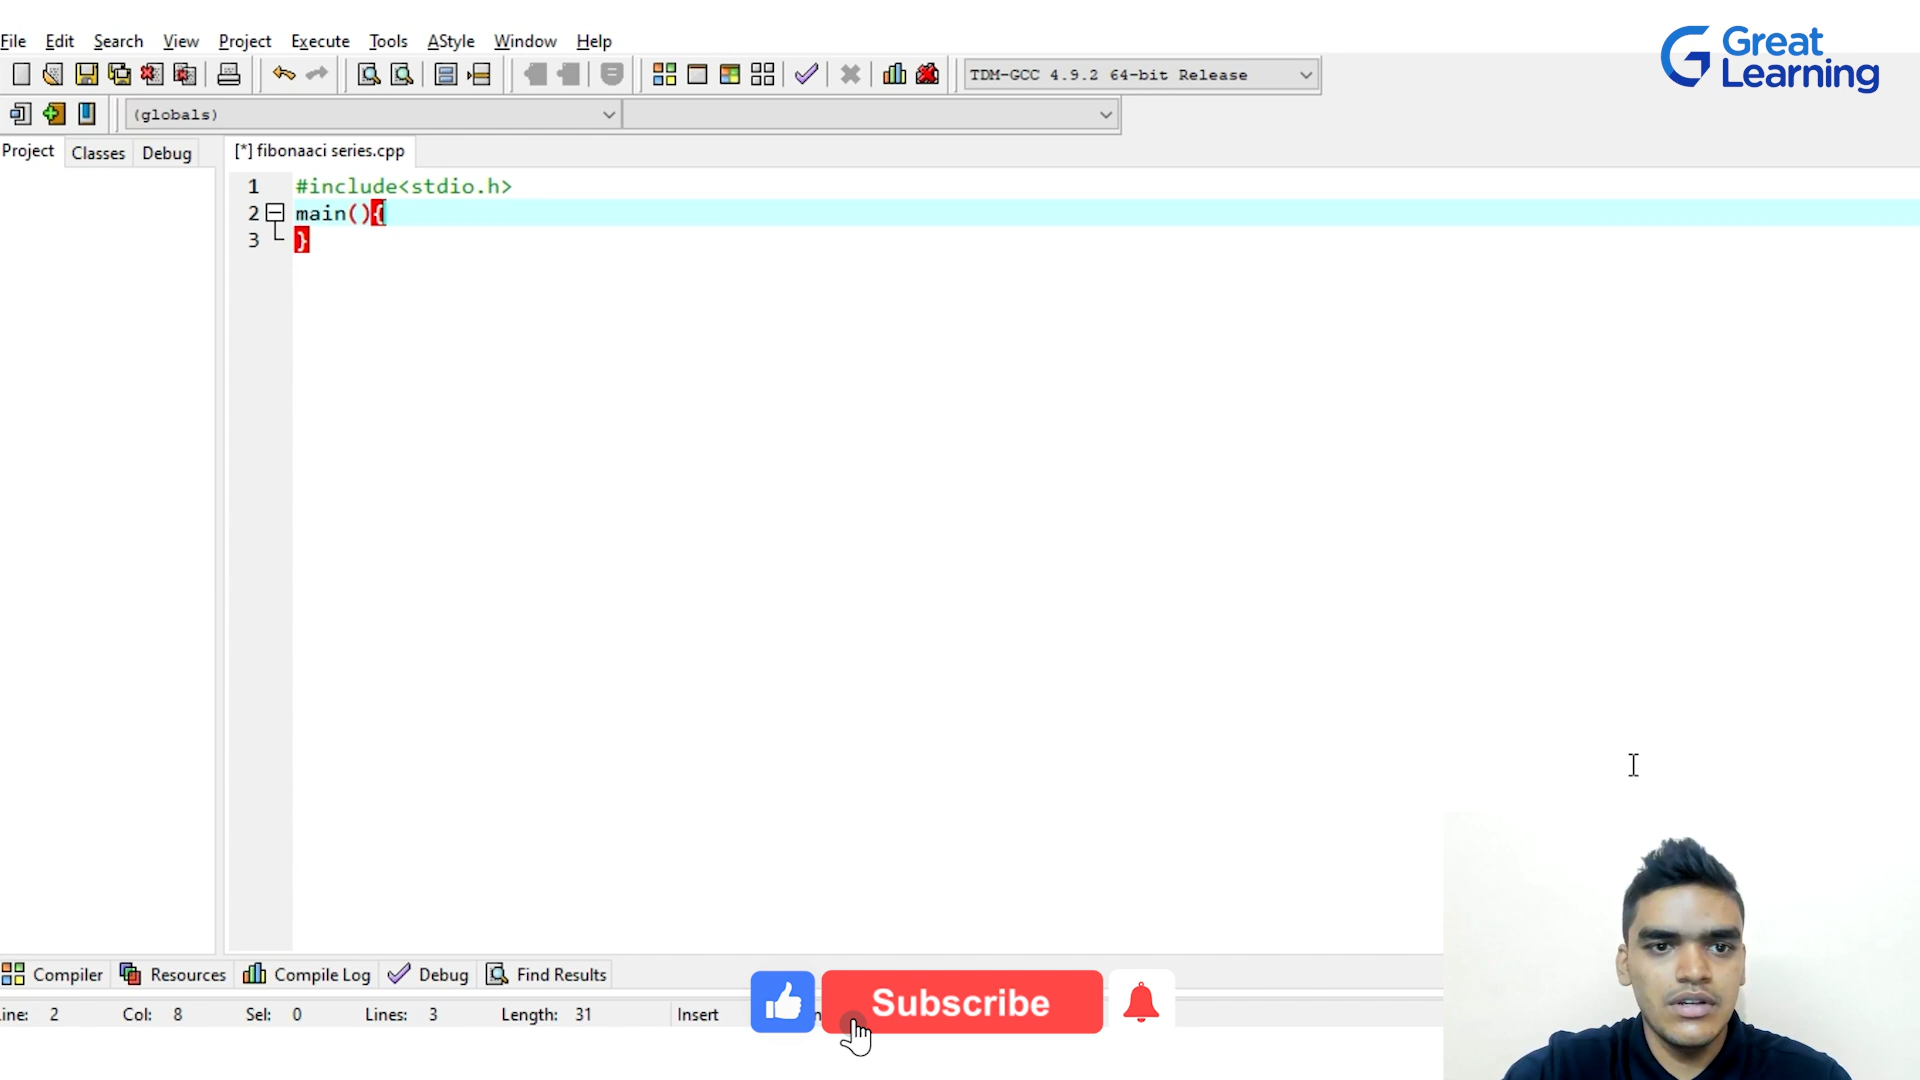 File Edit Search View Project Execute Tools AStyle Window Help
Great
Learning
TDM-GCC 4.9.2 64-bit Release
(globals)
Project Classes Debug [*] fibonaaci series.cpp
1 #include<stdio.h>
2 main(){
3 }
Compiler Resources Compile Log Debug Find Results
ine: 2 Col: 8 Sel: 0 Lines: 3 Length: 31 Insert
Subscribe